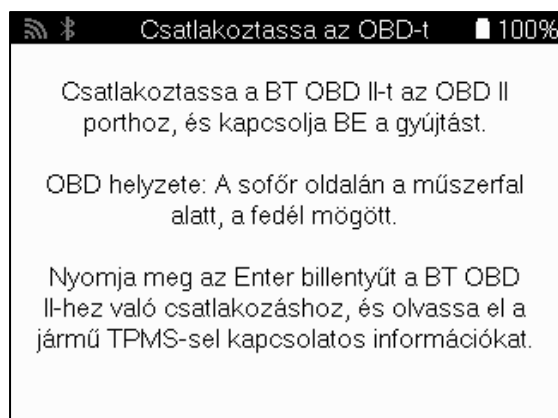 Csatlakoztassa az OBD-t 100%
Csatlakoztassa a BT OBD II-t az OBD II
porthoz, és kapcsolja BE a gyújtást.
OBD helyzete: A sofőr oldalán a műszerfal
alatt, a fedél mögött.
Nyomja meg az Enter billentyűt a BT OBD
II-hez való csatlakozáshoz, és olvassa el a
jármű TPMS-sel kapcsolatos információkat.